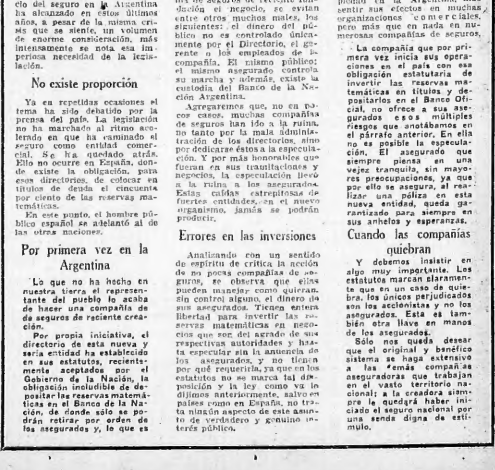 cio del seguro en la Argentina
ha alcanzado en estos últimos
años, a pesar de la misma cri-
sis que se siente, un volumen
de enorme consideración, más
intensamente se nota esa im-
periosa necesidad de la legis-
lación.
No existe proporción
Ya en repetidas ocasiones el
tema ha sido debatido por la
prensa del país. La legislación
no ha marchado al ritmo ace-
lerado en que ha caminado el
seguro como entidad comer-
cial. Se ha quedado atrás.
Ello no ocurre en España, don-
de existe la obligación, para
esos directorios, de colocar en
títulos de deuda el cincuenta
por ciento de las reservas ma-
temáticas.
En este punto, el hombre pú-
blico español se adelantó al de
las otras naciones.
Por primera vez en la
Argentina
Lo que no ha hecho en
nuestra tierra el represen-
tante del pueblo lo acaba
de hacer una compañía de
de seguros de reciente crea-
ción.
Por propia iniciativa, el
directorio de esta nueva y
seria entidad ha establecido
en sus estatutos, reciente-
mente aceptados por el
Gobierno de la Nación, la
obligación includible de de-
positar las reservas matemá-
ticas en el Banco de la Na-
ción, de donde sólo se po-
drán retirar por orden de
los asegurados y, lo que es
dación el negocio, se evitan
entre otros muchos males, los
siguientes: el dinero del pú-
blico no es controlado única-
mente por el Directorio, el ge-
rente o los empleados de la
compañía. El mismo público;
el mismo asegurado controla
su marcha y además, existe la
custodia del Banco de la Na-
ción Argentina.
Agregaremos que, no en po-
cos casos, muchas compañías
de seguros han ido a la ruina,
no tanto por la mala adminis-
tración de los directores, sino
por dedicarse éstos a la especula-
ción. Y por más honorables que
fueran en sus tramitaciones y
negocios, la especulación llevó
a la ruina a los asegurados.
Estas caídas estrepitosas de
fuertes entidades, en el nuevo
organismo, jamás se podrán
producir.
Errores en las inversiones
Analizando con un sentido
de espíritu de crítica la acción
de no pocas compañías de se-
guros, se observa que ellas
pueden manejar como quieran,
sin control alguno, el dinero de
sus asegurados. Tienen entera
libertad para invertir las re-
servas matemáticas en nego-
cios que son del agrado de sus
respectivas autoridades y has-
ta especular sin la anuencia de
los asegurados, y no tienen
por qué requerirla, ya que en los
estatutos no se marca tal dis-
posición y la ley como ya lo
dijimos anteriormente, salvo en
países como en España, no tra-
ta ningún aspecto de este asun-
to de verdadero y genuino in-
terés público.
sentir sus efectos en muchas
organizaciones comerciales,
pero más que en nada en nu-
merosas compañías de seguros.
La compañía que por pri-
mera vez inicia sus opera-
ciones en el país con esa
obligación estatutaria de
invertir las reservas ma-
temáticas en títulos y de-
positarlos en el Banco Ofi-
cial, no ofrece a sus ase-
gurados esos múltiples
riesgos que anotábamos en
el párrafo anterior. En ella
no es posible la especula-
ción. El asegurado que
siempre piensa en una
vejez tranquila, sin mayo-
res preocupaciones, ya que
por ello se asegura, al rea-
lizar una póliza en esta
nueva entidad, queda ga-
rantizado para siempre en
sus anhelos y esperanzas.
Cuando las compañías
quiebran
Y debemos insistir en
algo muy importante. Los
estatutos marcan claramen-
te que en un caso de quie-
bra, los únicos perjudicados
son los accionistas y no los
asegurados. Esta es tam-
bién otra llave en manos
de los asegurados.
Sólo nos queda desear
que el original y benéfico
sistema se haga extensivo
a las demás compañías
aseguradoras que trabajan
en el vasto territorio na-
cional; a la creadora siem-
pre le quedará haber ini-
ciado el seguro nacional por
una senda digna de estí-
mulo.